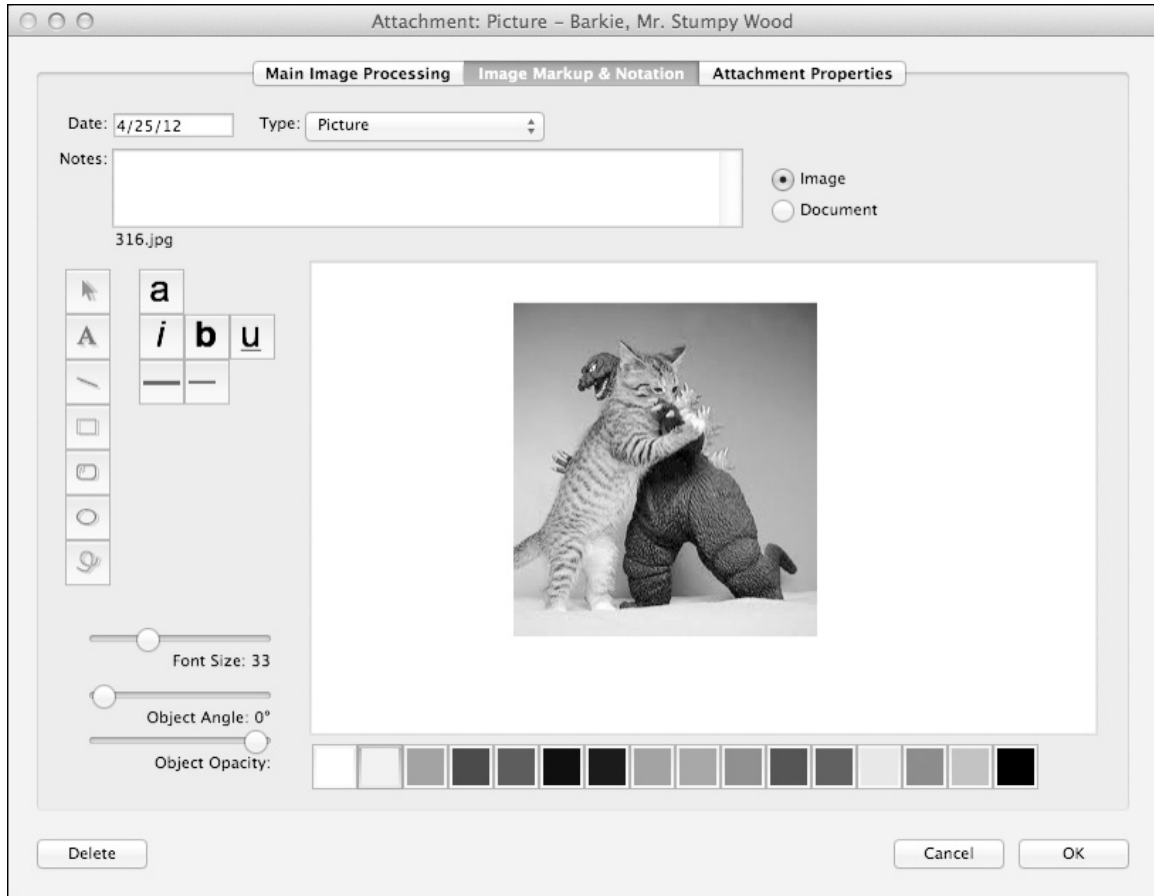 Attachment: Picture – Barkie, Mr. Stumpy Wood
Main Image Processing Image Markup & Notation Attachment Properties
Date: 4/25/12 Type: Picture
Notes:
Image
Document
316.jpg
a
A i b u
Font Size: 33
Object Angle: 0°
Object Opacity:
Delete Cancel OK